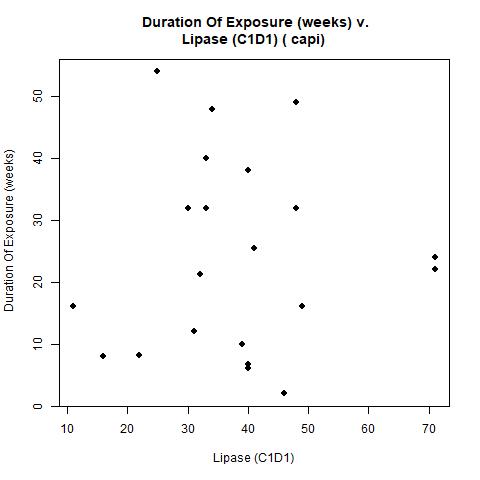 Duration Of Exposure (weeks) v.
Lipase (C1D1) ( capi)
Duration Of Exposure (weeks)
50
40
30
20
10
0
10 20 30 40 50 60 70
Lipase (C1D1)